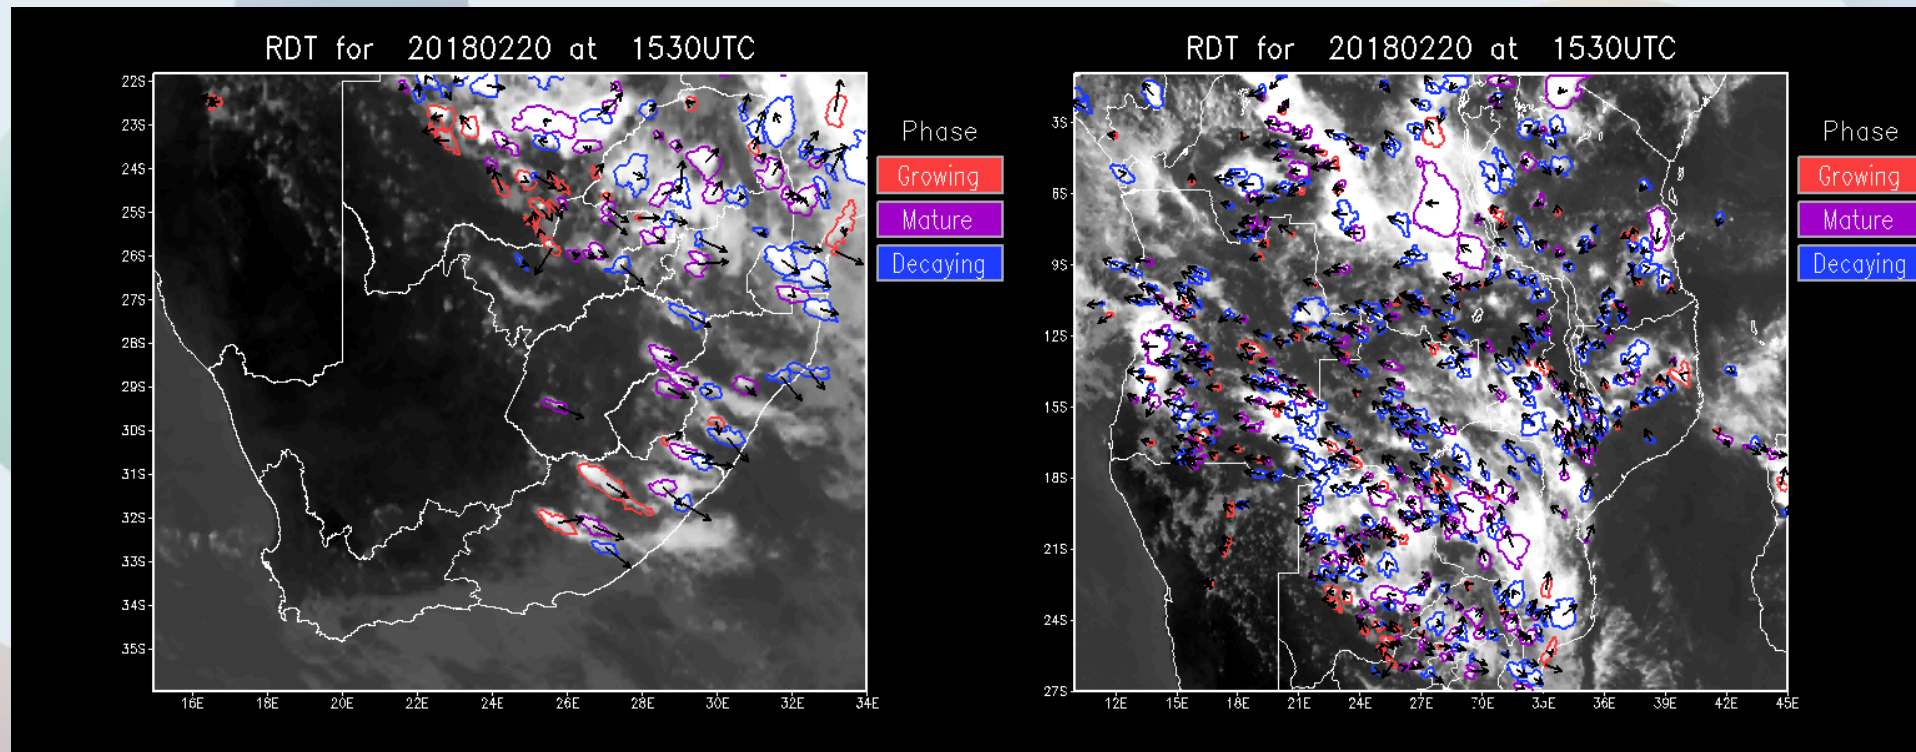 RDT for 20180220 at 1530UTC
22S
23S
24S
25S
26S
27S
28S
29S
30S
31S
32S
33S
34S
35S
16E 18E 20E 22E 24E 26E 28E 30E 32E 34E
Phase
Growing
Mature
Decaying
RDT for 20180220 at 1530UTC
3S
6S
9S
12S
15S
18S
21S
24S
27S
12E 15E 18E 21E 24E 27E 30E 33E 36E 39E 42E 45E
Phase
Growing
Mature
Decaying